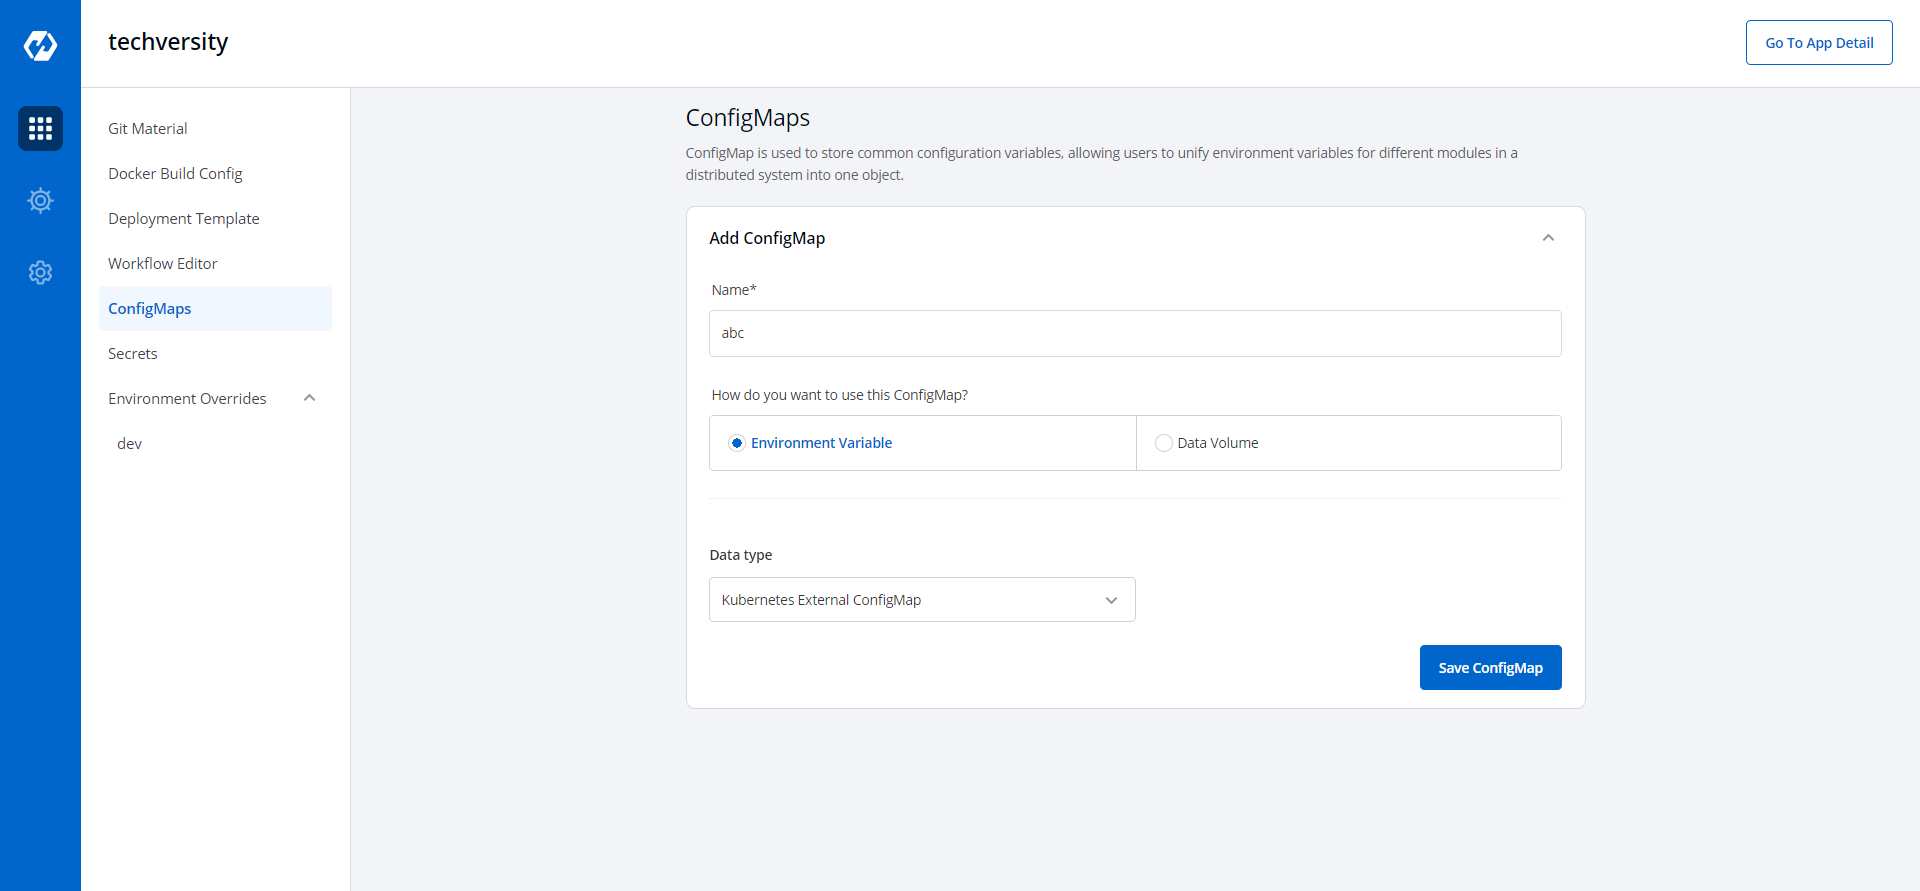 techversity
Go To App Detail
Git Material
Docker Build Config
Deployment Template
Workflow Editor
ConfigMaps
Secrets
Environment Overrides
dev
ConfigMaps
ConfigMap is used to store common configuration variables, allowing users to unify environment variables for different modules in a
distributed system into one object.
Add ConfigMap
Name*
abc
How do you want to use this ConfigMap?
Environment Variable
Data Volume
Data type
Kubernetes External ConfigMap
Save ConfigMap